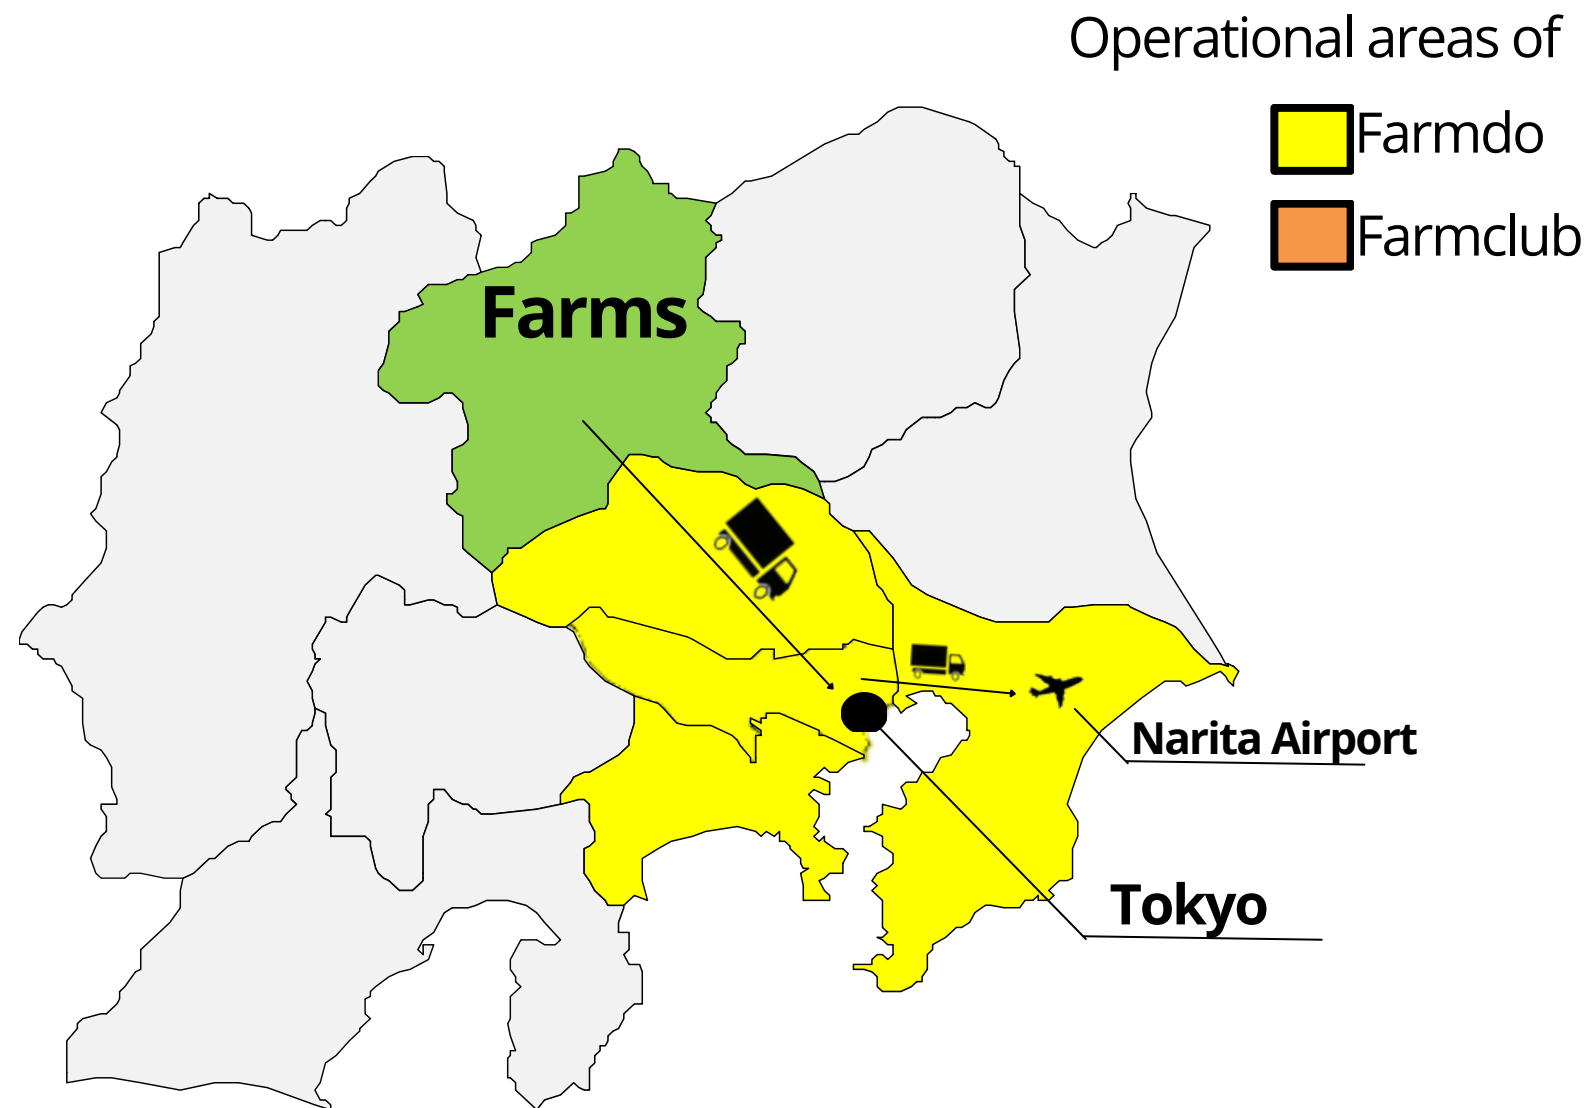 Operational areas of
Farmdo
Farmclub
Farms
Narita Airport
Tokyo